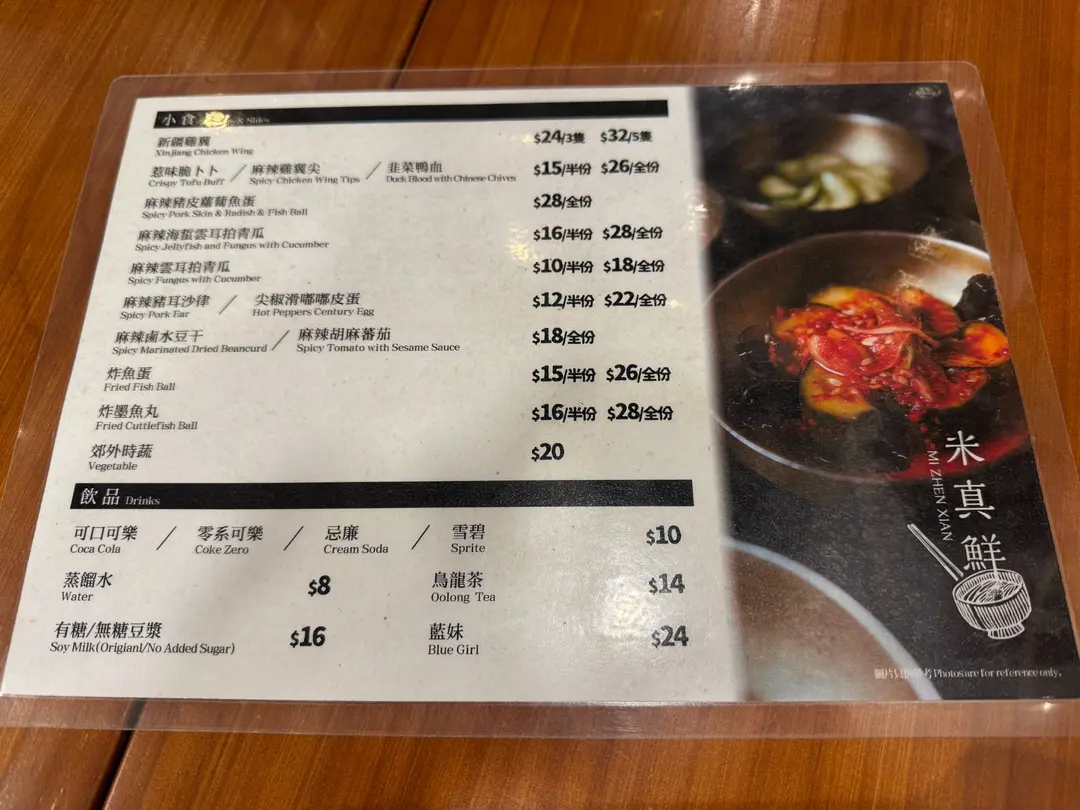 小食 & Sides
新疆雞翼 $24/3隻 $32/5隻
Xinjiang Chicken Wing
惹味脆卜卜 / 麻辣雞翼尖 / 韭菜鴨血 $15/半份 $26/全份
Crispy Tofu Buff Spicy Chicken Wing Tips Duck Blood with Chinese Chives
麻辣豬皮蘿蔔魚蛋 $28/全份
Spicy Pork Skin & Radish & Fish Ball
麻辣海蜇雲耳拍青瓜 $16/半份 $28/全份
Spicy Jellyfish and Fungus with Cucumber
麻辣雲耳拍青瓜 $10/半份 $18/全份
Spicy Fungus with Cucumber
麻辣豬耳沙律 / 尖椒滑嘟嘟皮蛋 $12/半份 $22/全份
Spicy Pork Ear Hot Peppers Century Egg
麻辣鹵水豆干 / 麻辣胡麻蕃茄 $18/全份
Spicy Marinated Dried Beancurd Spicy Tomato with Sesame Sauce
炸魚蛋 $15/半份 $26/全份
Fried Fish Ball
炸墨魚丸 $16/半份 $28/全份
Fried Cuttlefish Ball
郊外時蔬 $20
Vegetable
飲品 Drinks
可口可樂 / 零系可樂 / 忌廉 / 雪碧 $10
Coca Cola Coke Zero Cream Soda Sprite
蒸餾水 $8 烏龍茶 $14
Water Oolong Tea
有糖/無糖豆漿 $16 藍妹 $24
Soy Milk(Origianl/No Added Sugar) Blue Girl
米真鮮
MI ZHEN XIAN
Photos are for reference only.